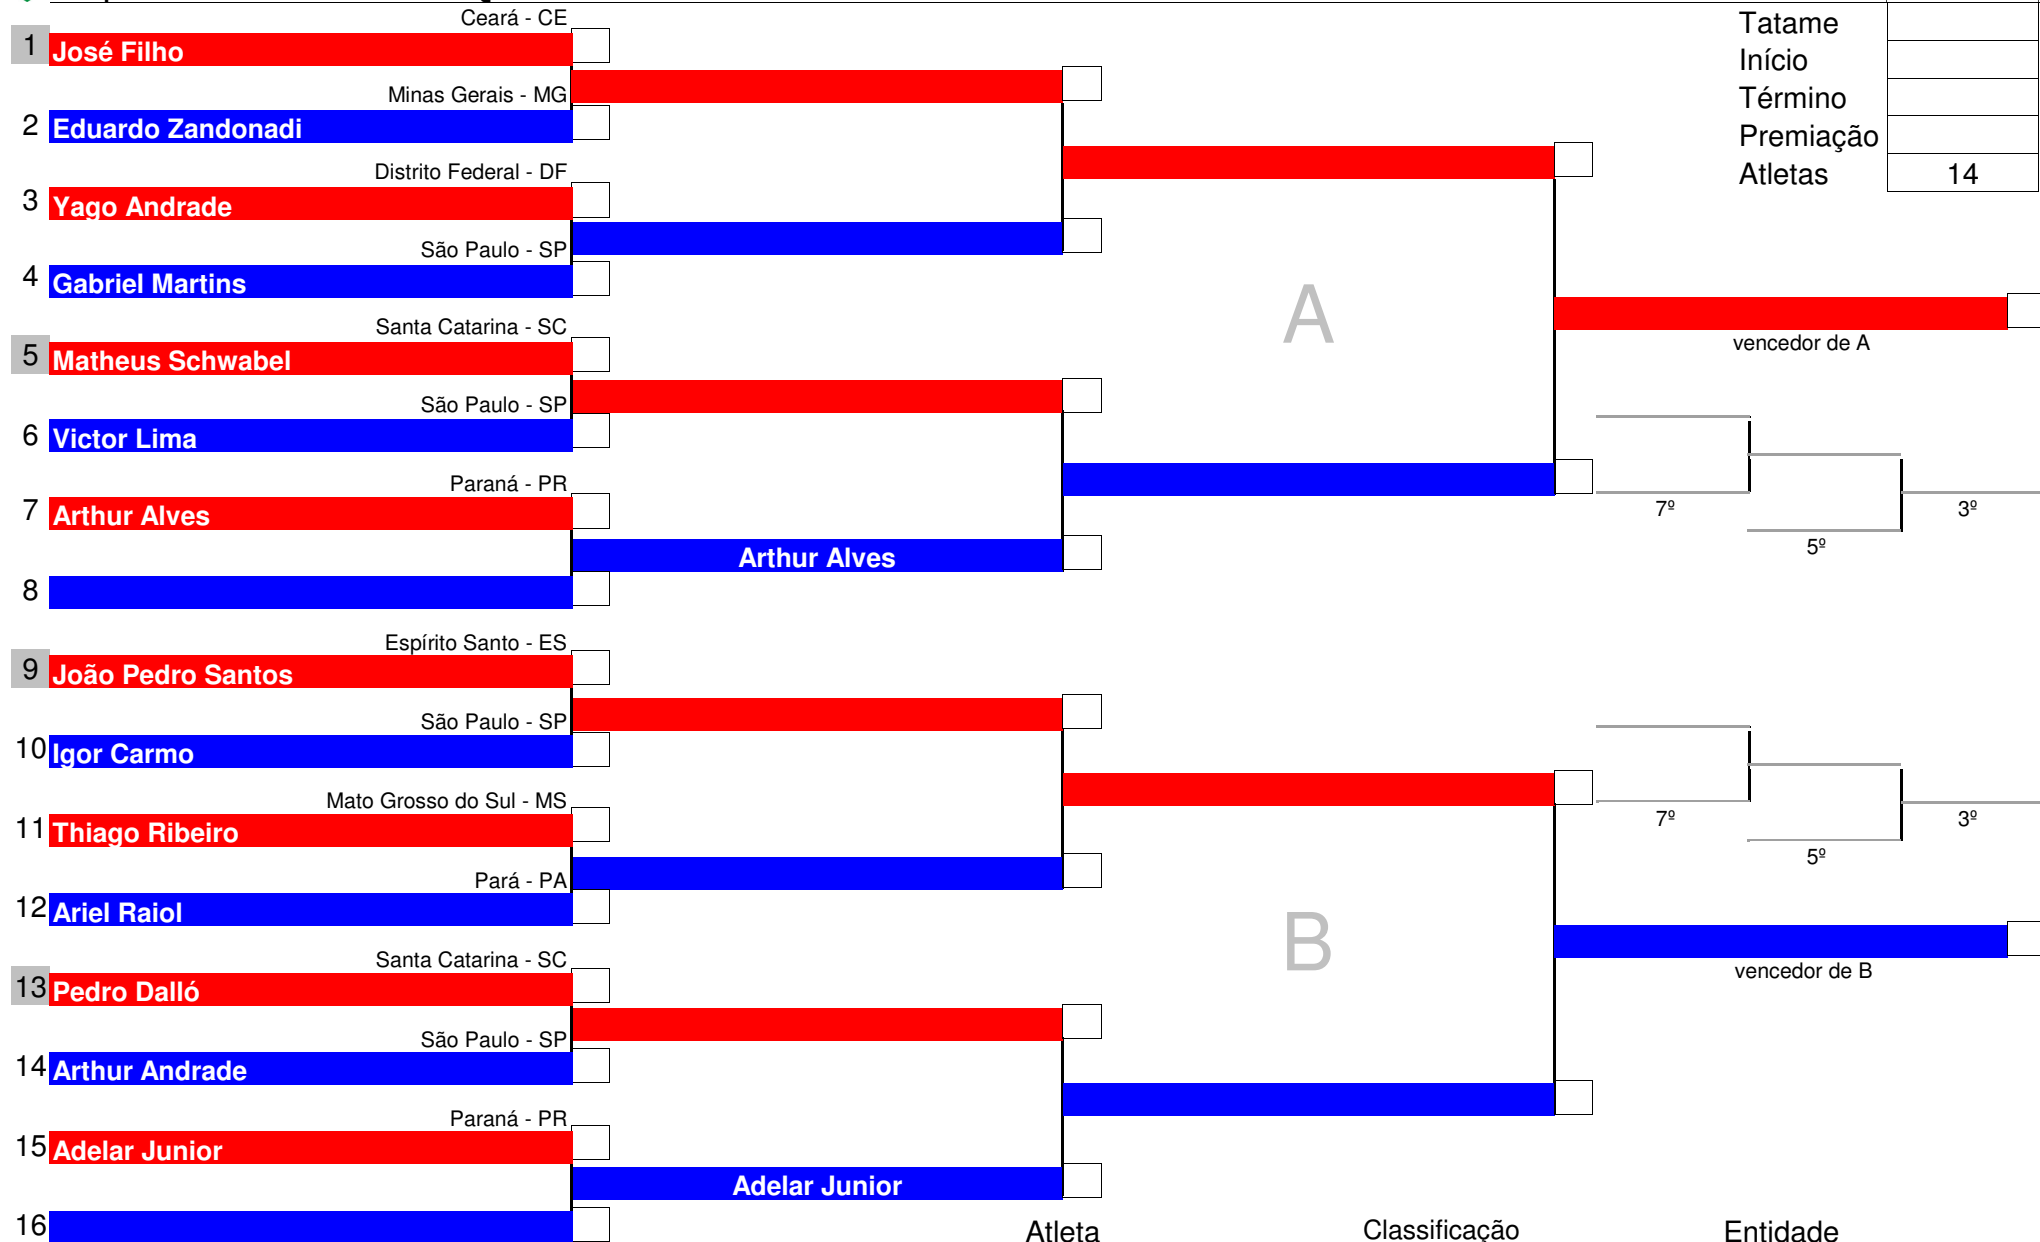 Ceará - CE
1 José Filho
Minas Gerais - MG
2 Eduardo Zandonadi
Distrito Federal - DF
3 Yago Andrade
São Paulo - SP
4 Gabriel Martins
Santa Catarina - SC
5 Matheus Schwabel
São Paulo - SP
6 Victor Lima
Paraná - PR
7 Arthur Alves
Arthur Alves
8
Espírito Santo - ES
9 João Pedro Santos
São Paulo - SP
10 Igor Carmo
Mato Grosso do Sul - MS
11 Thiago Ribeiro
Pará - PA
12 Ariel Raiol
Santa Catarina - SC
13 Pedro Dalló
São Paulo - SP
14 Arthur Andrade
Paraná - PR
15 Adelar Junior
Adelar Junior
16
A
B
Tatame
Início
Término
Premiação
Atletas 14
vencedor de A
7º
3º
5º
7º
3º
5º
vencedor de B
Atleta Classificação Entidade